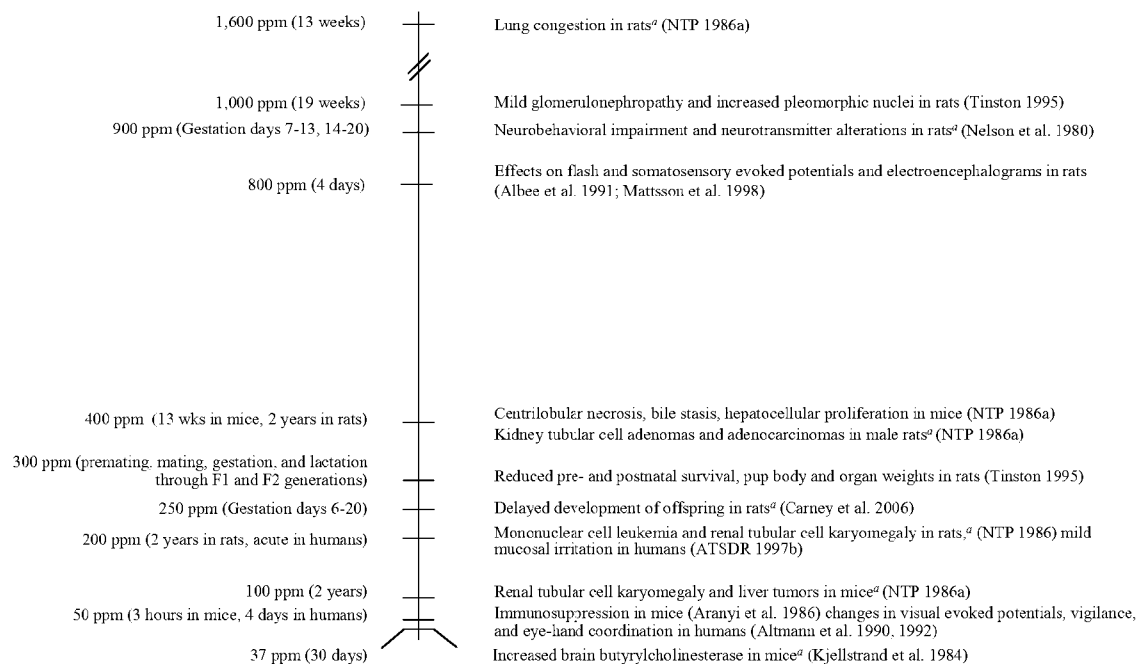 1,600 ppm (13 weeks) Lung congestion in ratsᵃ (NTP 1986a)
1,000 ppm (19 weeks) Mild glomerulonephropathy and increased pleomorphic nuclei in rats (Tinston 1995)
900 ppm (Gestation days 7-13, 14-20) Neurobehavioral impairment and neurotransmitter alterations in ratsᵃ (Nelson et al. 1980)
800 ppm (4 days)
Effects on flash and somatosensory evoked potentials and electroencephalograms in rats
(Albee et al. 1991; Mattsson et al. 1998)
400 ppm (13 wks in mice, 2 years in rats)
Centrilobular necrosis, bile stasis, hepatocellular proliferation in mice (NTP 1986a)
Kidney tubular cell adenomas and adenocarcinomas in male ratsᵃ (NTP 1986a)
300 ppm (premating, mating, gestation, and lactation
through F1 and F2 generations)
Reduced pre- and postnatal survival, pup body and organ weights in rats (Tinston 1995)
250 ppm (Gestation days 6-20) Delayed development of offspring in ratsᵃ (Carney et al. 2006)
200 ppm (2 years in rats, acute in humans)
Mononuclear cell leukemia and renal tubular cell karyomegaly in rats,ᵃ (NTP 1986) mild
mucosal irritation in humans (ATSDR 1997b)
100 ppm (2 years) Renal tubular cell karyomegaly and liver tumors in miceᵃ (NTP 1986a)
50 ppm (3 hours in mice, 4 days in humans)
Immunosuppression in mice (Aranyi et al. 1986) changes in visual evoked potentials, vigilance,
and eye-hand coordination in humans (Altmann et al. 1990, 1992)
37 ppm (30 days) Increased brain butyrylcholinesterase in miceᵃ (Kjellstrand et al. 1984)